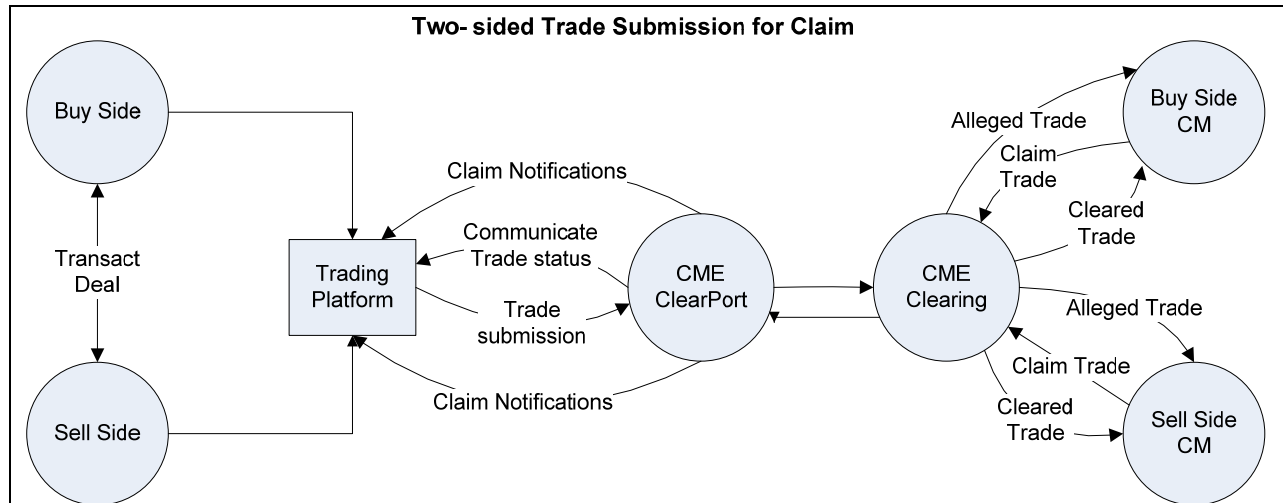 Two- sided Trade Submission for Claim
Buy Side
Transact
Deal
Sell Side
Trading
Platform
Claim Notifications
Communicate
Trade status
Trade
submission
Claim Notifications
CME
ClearPort
CME
Clearing
Alleged Trade
Claim
Trade
Cleared
Trade
Buy Side
CM
Alleged Trade
Claim Trade
Cleared
Trade
Sell Side
CM